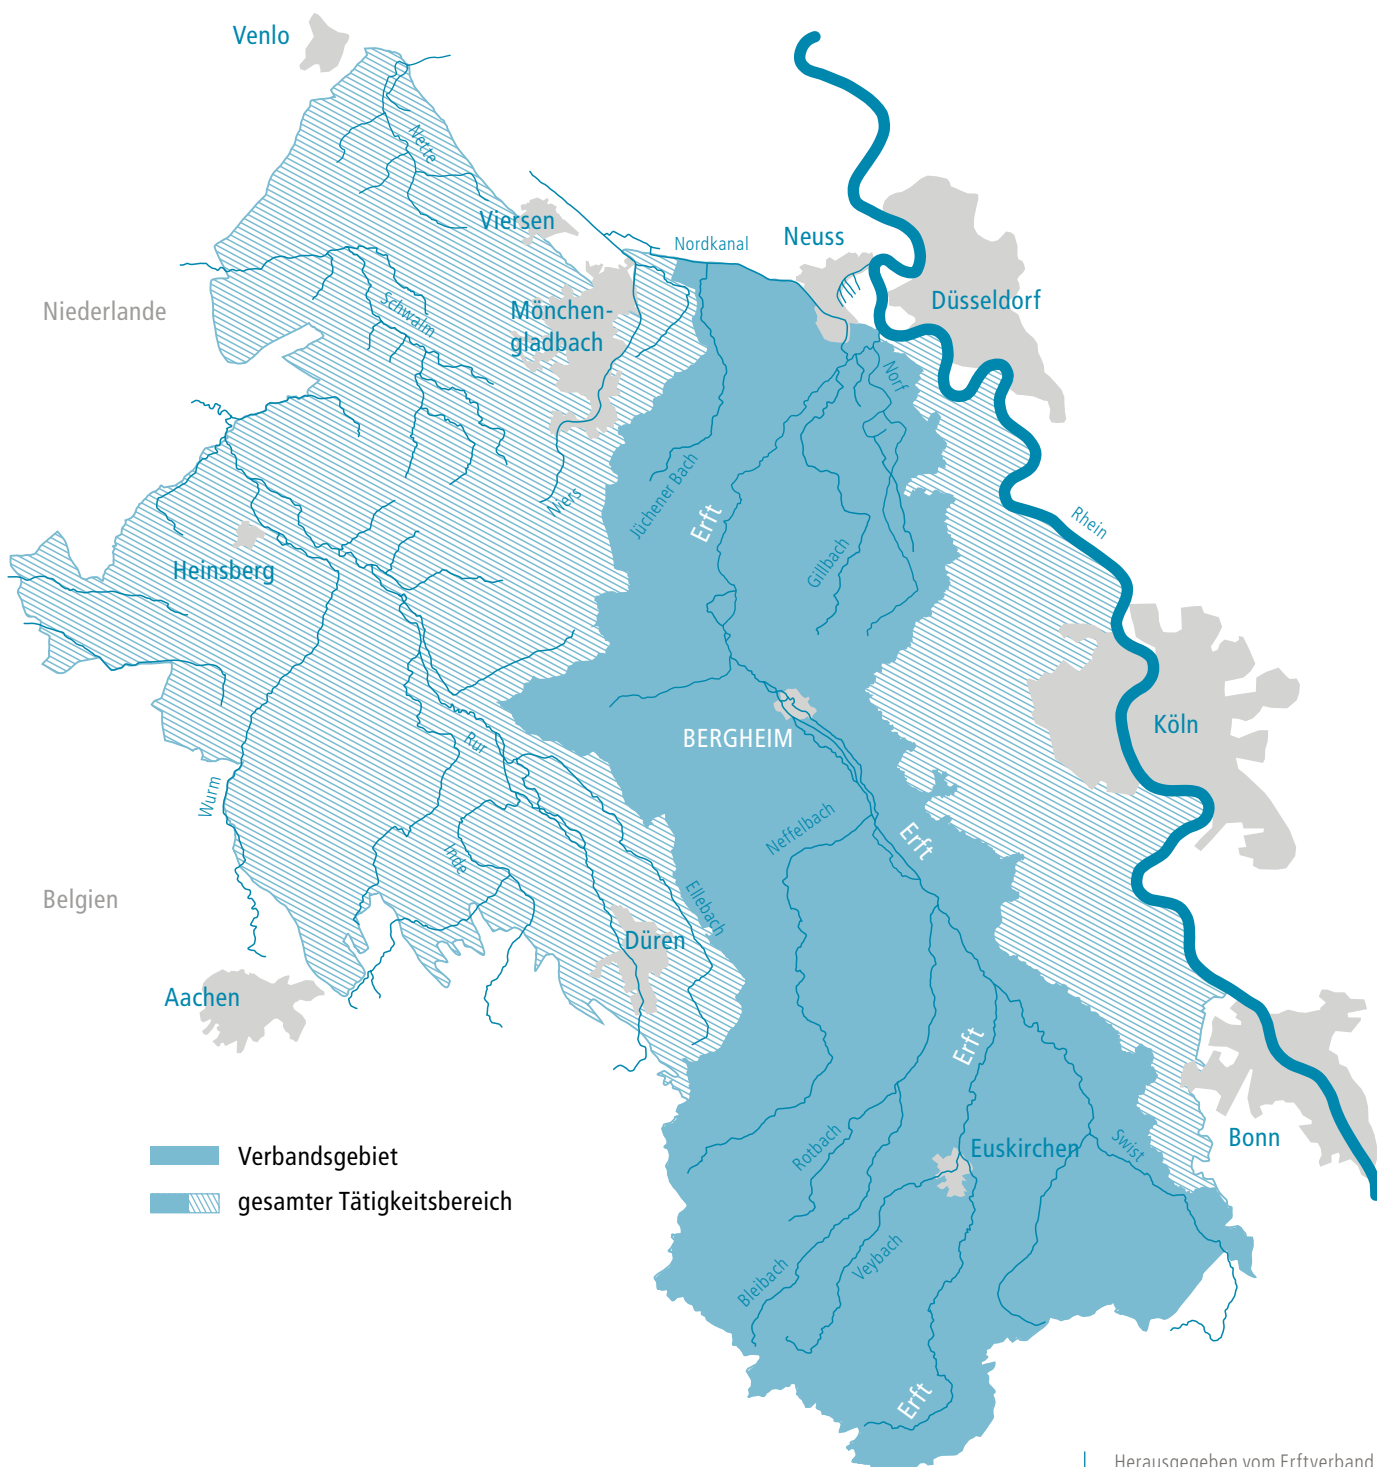 Venlo
Nette
Viersen
Nordkanal
Neuss
Niederlande
Schwalm
Mönchen-
gladbach
Düsseldorf
Norf
Niers
Jüchener Bach
Erft
Rhein
Gillbach
Heinsberg
Köln
BERGHEIM
Rur
Wurm
Neffelbach
Erft
Inde
Belgien
Ellebach
Düren
Aachen
Erft
Rotbach
Euskirchen
Swist
Bonn
Verbandsgebiet
gesamter Tätigkeitsbereich
Veybach
Bleibach
Erft
Herausgegeben vom Erftverband